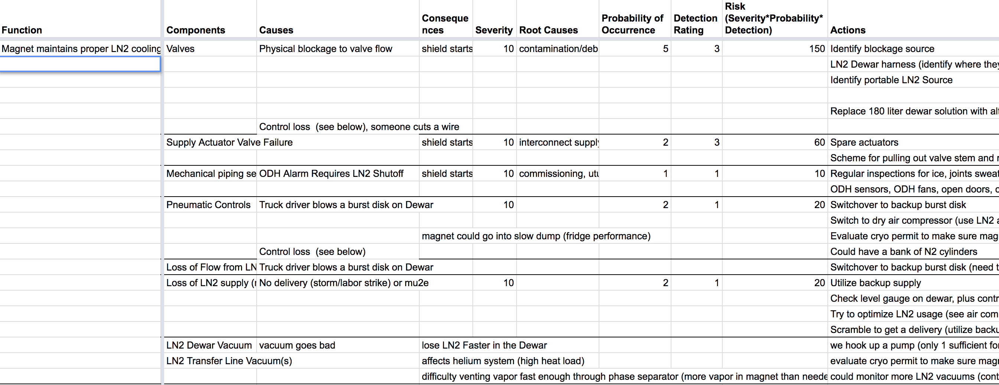 Function Components Causes Conseque nces Severity Root Causes Probability of Occurrence Detection Rating Risk (Severity*Probability* Detection) Actions
Magnet maintains proper LN2 cooling Valves Physical blockage to valve flow shield starts 10 contamination/deb 5 3 150 Identify blockage source
LN2 Dewar harness (identify where they
Identify portable LN2 Source
Replace 180 liter dewar solution with alt
Control loss (see below), someone cuts a wire
Supply Actuator Valve Failure shield starts 10 interconnect supply 2 3 60 Spare actuators
Scheme for pulling out valve stem and
Mechanical piping se ODH Alarm Requires LN2 Shutoff shield starts 10 commissioning, utu 1 1 10 Regular inspections for ice, joints sweat
ODH sensors, ODH fans, open doors,
Pneumatic Controls Truck driver blows a burst disk on Dewar 10 2 1 20 Switchover to backup burst disk
Switch to dry air compressor (use LN2
magnet could go into slow dump (fridge performance) Evaluate cryo permit to make sure mag
Control loss (see below) Could have a bank of N2 cylinders
Loss of Flow from LN Truck driver blows a burst disk on Dewar Switchover to backup burst disk (need t
Loss of LN2 supply ( No delivery (storm/labor strike) or mu2e 10 2 1 20 Utilize backup supply
Check level gauge on dewar, plus contr
Try to optimize LN2 usage (see air com
Scramble to get a delivery (utilize backu
LN2 Dewar Vacuum vacuum goes bad lose LN2 Faster in the Dewar we hook up a pump (only 1 sufficient for
LN2 Transfer Line Vacuum(s) affects helium system (high heat load) evaluate cryo permit to make sure magn
difficulty venting vapor fast enough through phase separator (more vapor in magnet than neede could monitor more LN2 vacuums (cont